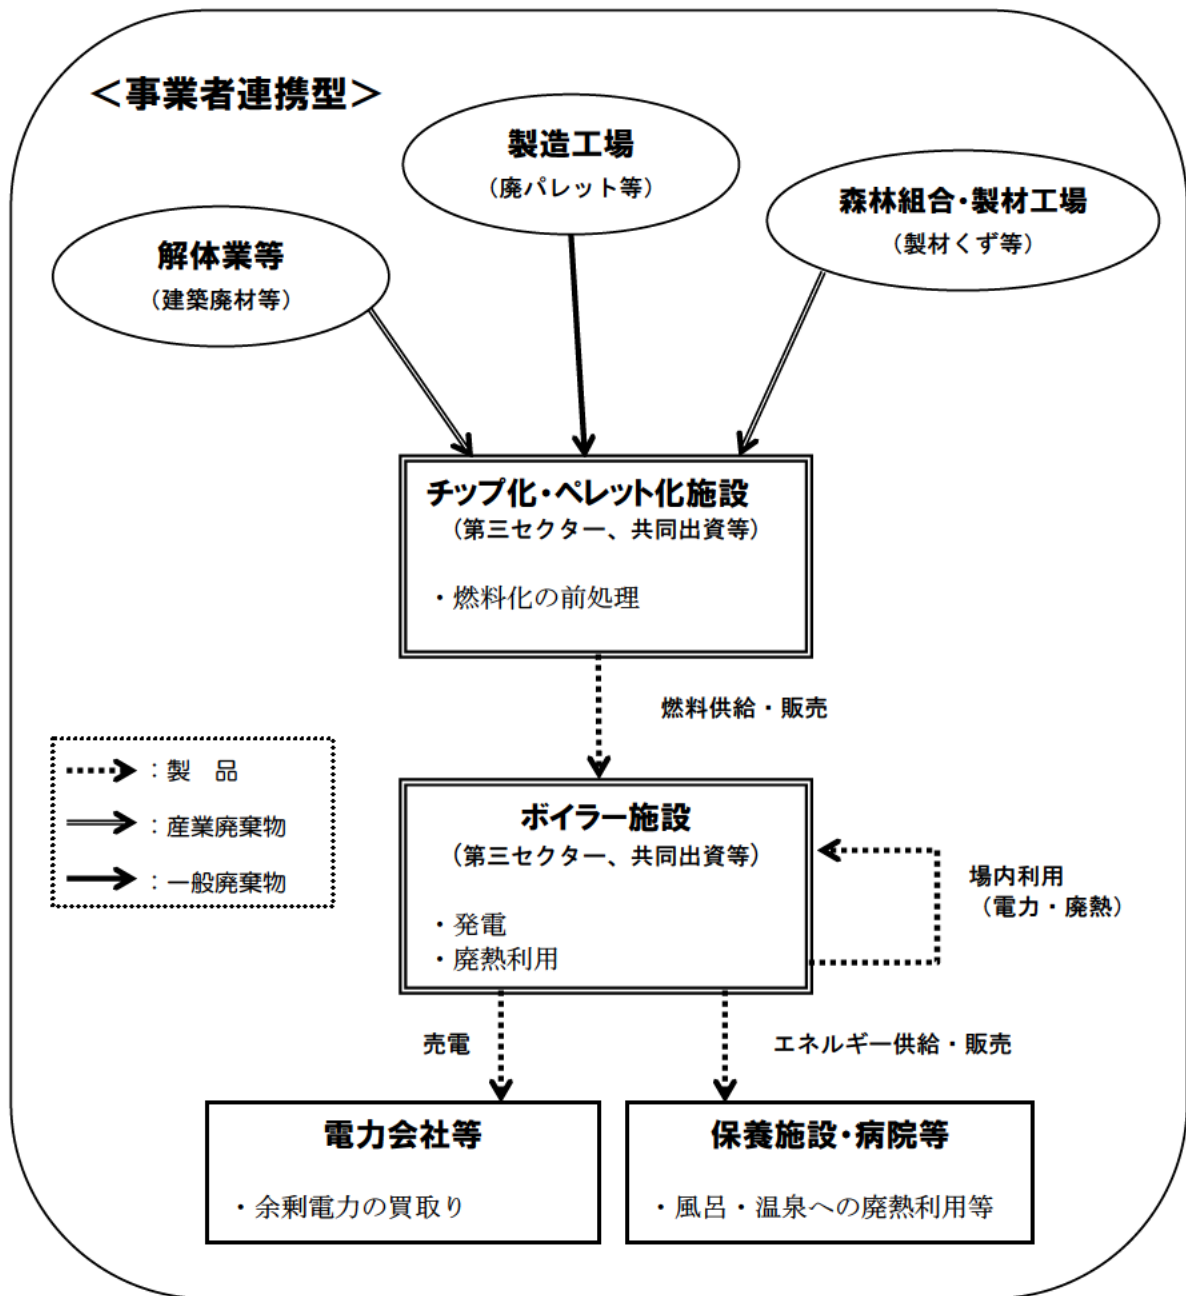 ＜事業者連携型＞
製造工場
（廃パレット等）
森林組合・製材工場
（製材くず等）
解体業等
（建築廃材等）
チップ化・ペレット化施設
（第三セクター、共同出資等）
・燃料化の前処理
燃料供給・販売
：製　品
：産業廃棄物
：一般廃棄物
ボイラー施設
（第三セクター、共同出資等）
・発電
・廃熱利用
場内利用
（電力・廃熱）
売電
エネルギー供給・販売
電力会社等
・余剰電力の買取り
保養施設・病院等
・風呂・温泉への廃熱利用等